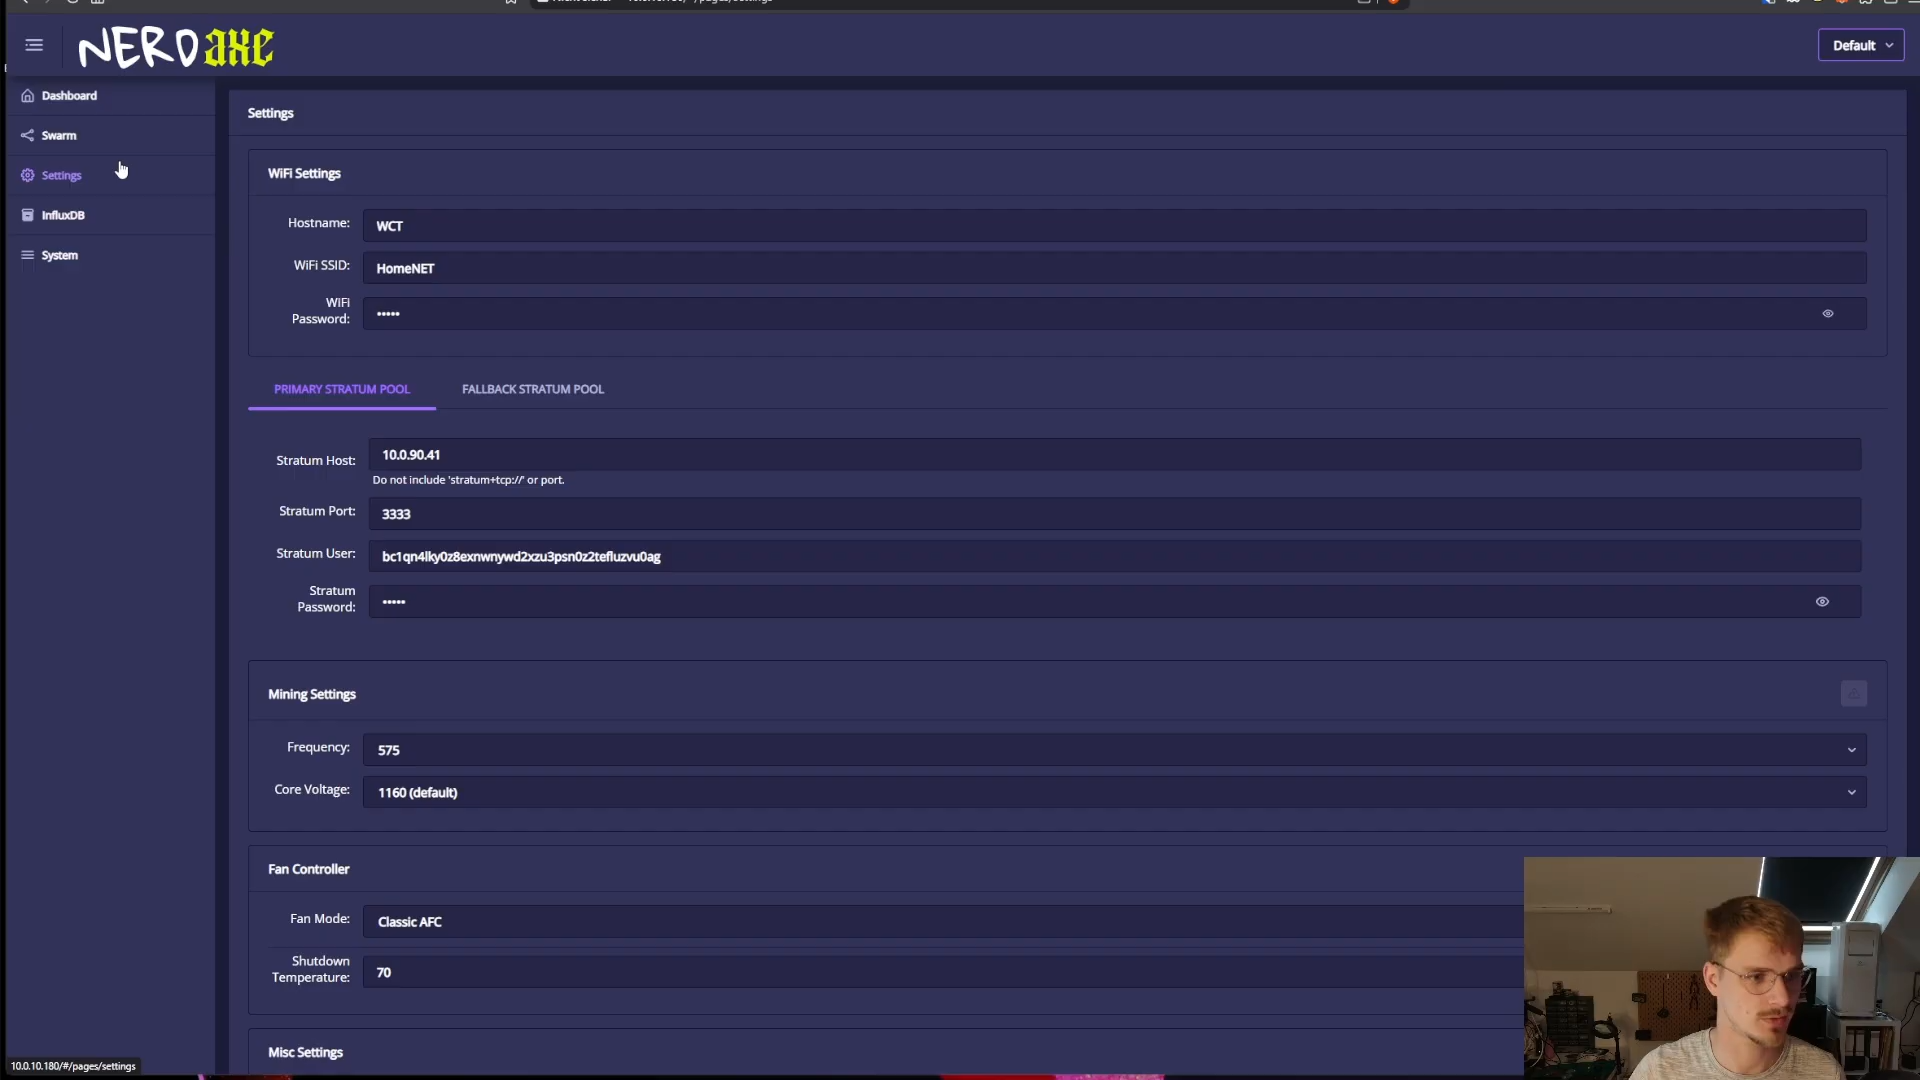 NERDAXE
Default
Dashboard
Swarm
Settings
InfluxDB
System
Settings
WiFi Settings
Hostname:
WCT
WiFi SSID:
HomeNET
WiFi
Password:
•••••
PRIMARY STRATUM POOL
FALLBACK STRATUM POOL
Stratum Host:
10.0.90.41
Do not include 'stratum+tcp://' or port.
Stratum Port:
3333
Stratum User:
bc1qn4lky0z8exnwnywd2xzu3psn0z2tefluzvu0ag
Stratum
Password:
•••••
Mining Settings
Frequency:
575
Core Voltage:
1160 (default)
Fan Controller
Fan Mode:
Classic AFC
Shutdown
Temperature:
70
Misc Settings
10.0.10.180/#/pages/settings